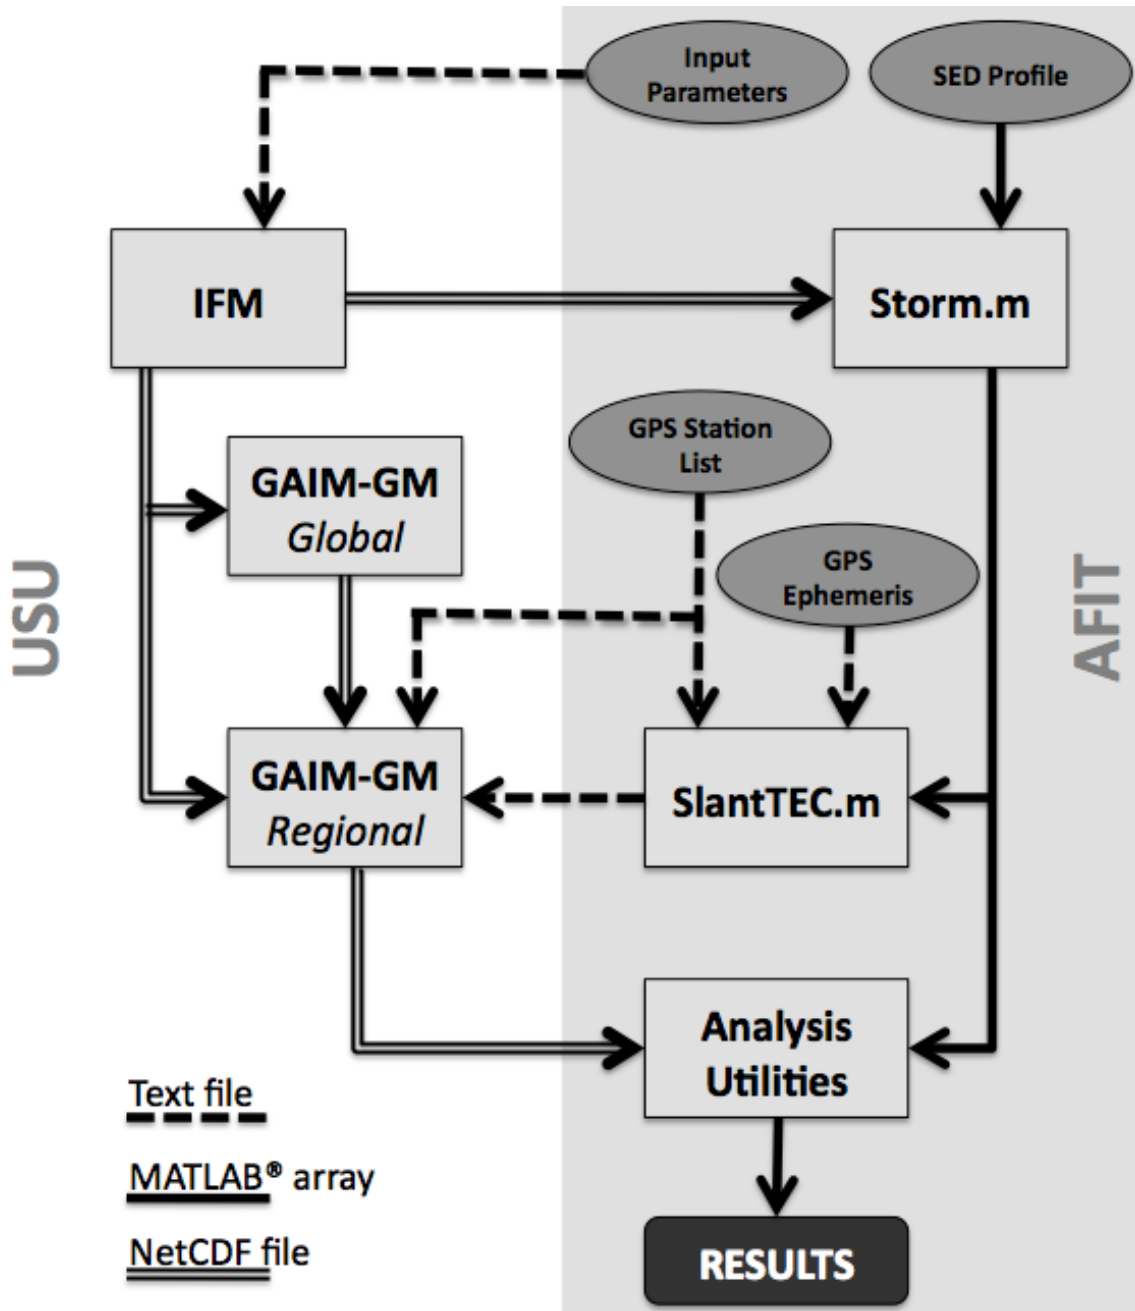 Input
Parameters
SED Profile
IFM
Storm.m
GPS Station
List
GAIM-GM
Global
GPS
Ephemeris
USU
AFIT
GAIM-GM
Regional
SlantTEC.m
Analysis
Utilities
Text file
MATLAB® array
NetCDF file
RESULTS